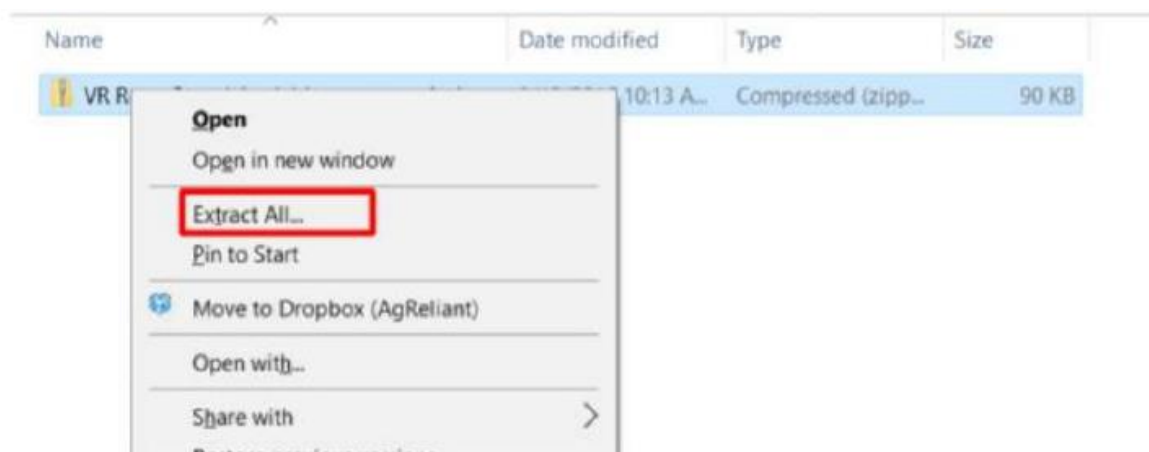 Name Date modified Type Size
VR R 10:13 A... Compressed (zipp... 90 KB
Open
Open in new window
Extract All...
Pin to Start
Move to Dropbox (AgReliant)
Open with...
Share with